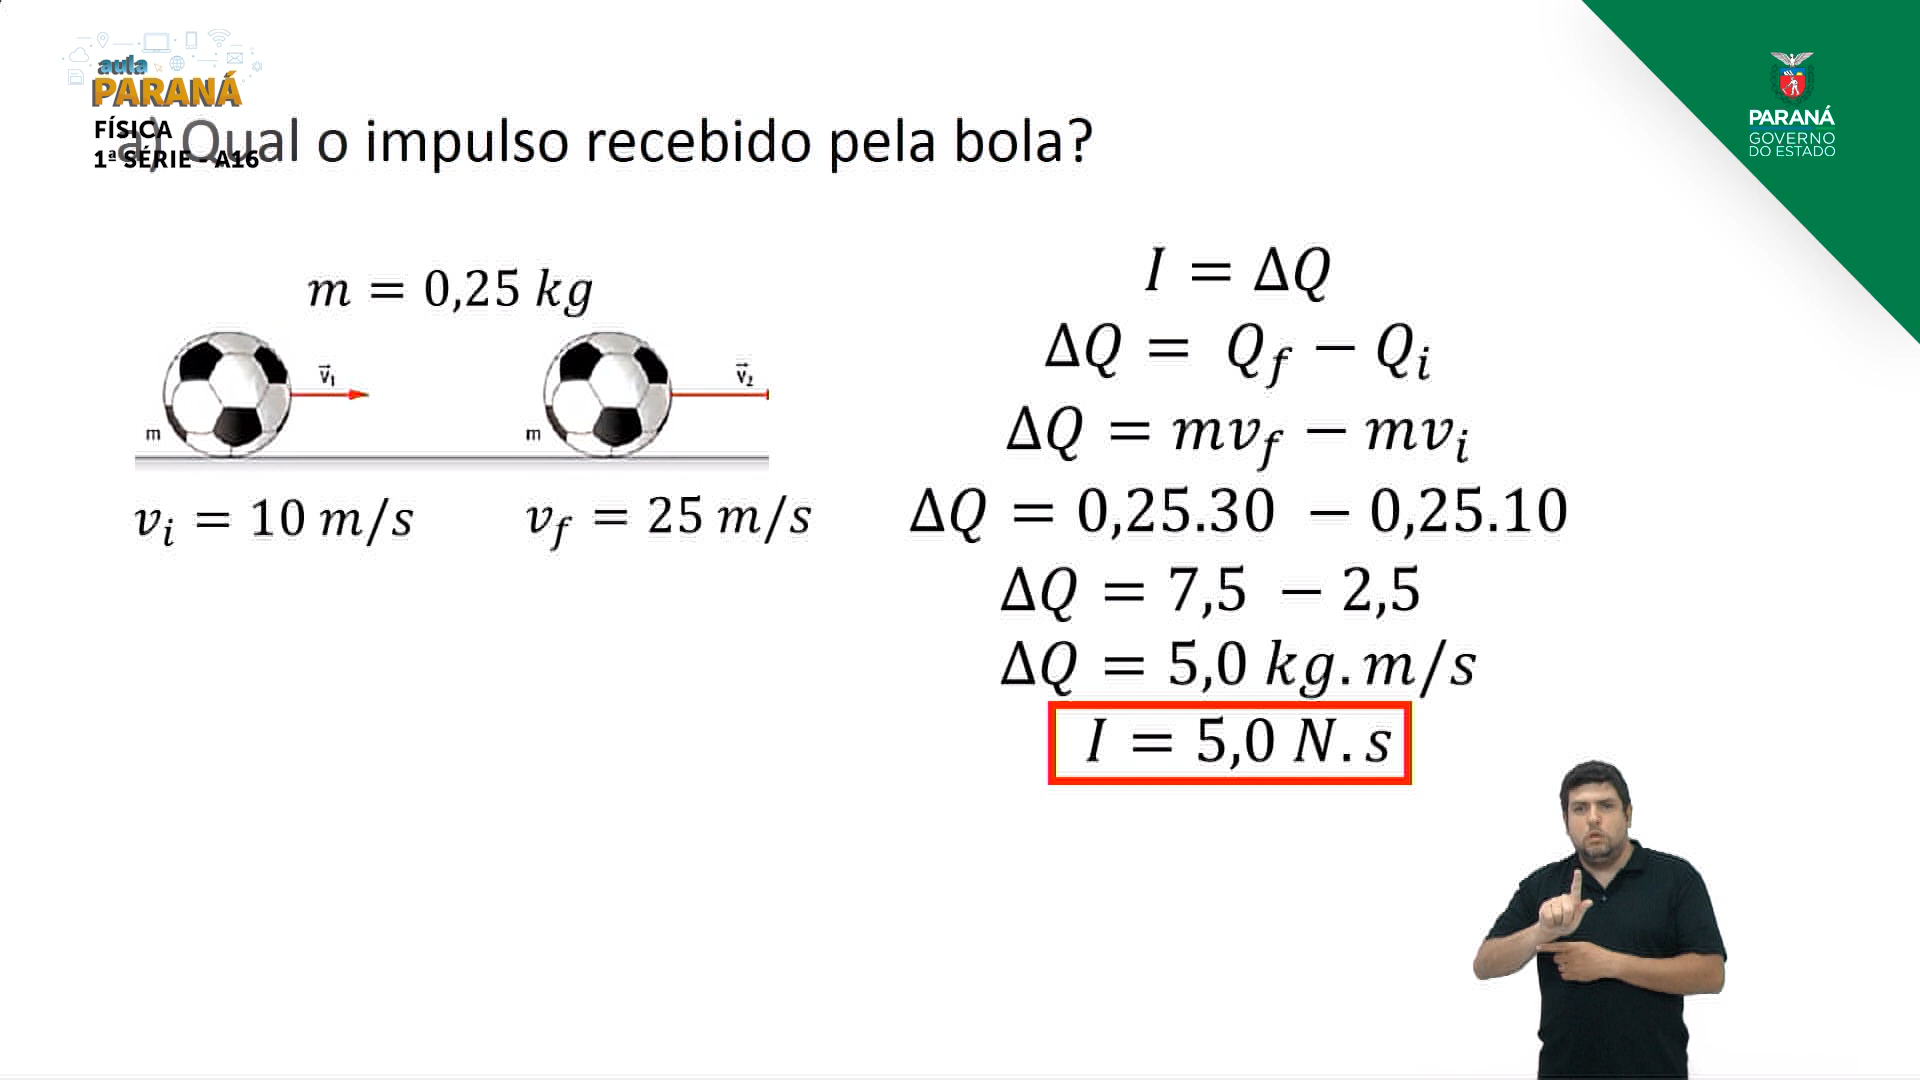 aula
PARANÁ
FÍSICA
1ª SÉRIE - A16
a) Qual o impulso recebido pela bola?
PARANÁ
GOVERNO
DO ESTADO
m = 0,25 kg
v⃗₁
m
v⃗₂
m
vᵢ = 10 m/s
v_f = 25 m/s
I = ΔQ
ΔQ = Q_f − Qᵢ
ΔQ = mv_f − mvᵢ
ΔQ = 0,25.30 − 0,25.10
ΔQ = 7,5 − 2,5
ΔQ = 5,0 kg.m/s
I = 5,0 N.s